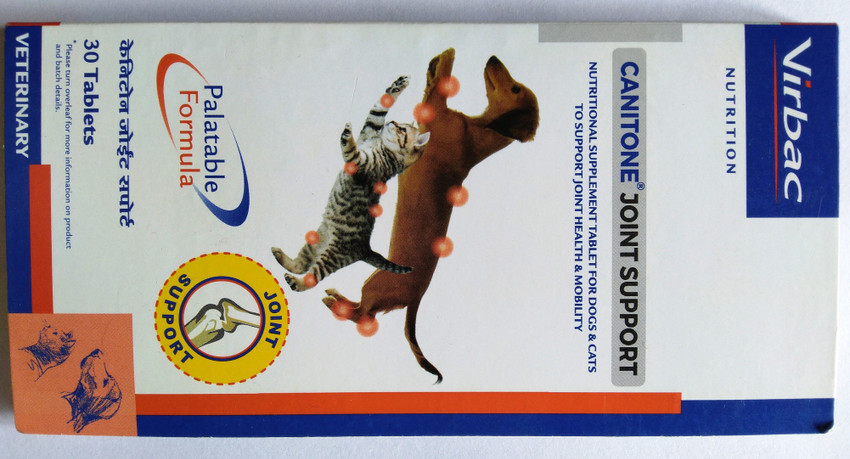 Virbac
NUTRITION
CANITONE® JOINT SUPPORT
NUTRITIONAL SUPPLEMENT TABLET FOR DOGS & CATS
TO SUPPORT JOINT HEALTH & MOBILITY
JOINT
SUPPORT
Palatable
Formula
केनिटोन जोईंट सपोर्ट
30 Tablets
* Please turn overleaf for more information on product
and batch details.
VETERINARY